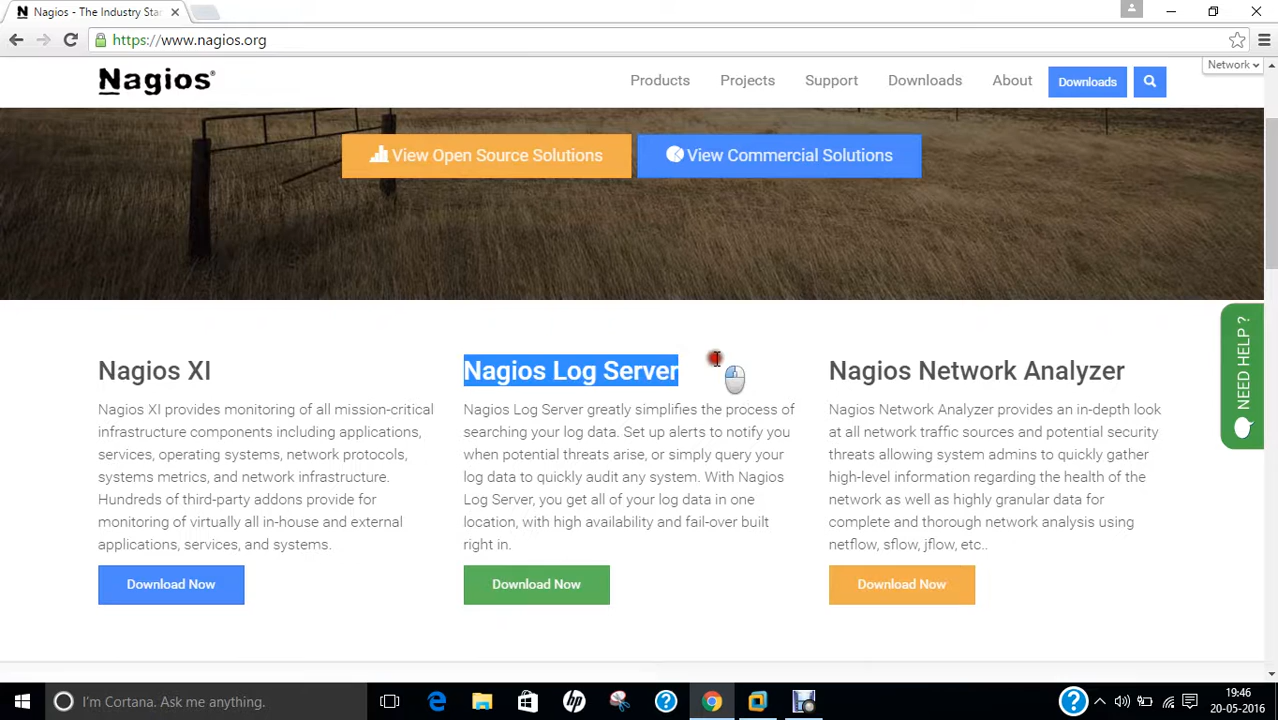 Nagios - The Industry Star
https://www.nagios.org
Nagios®
Products
Projects
Support
Downloads
About
Downloads
Network
View Open Source Solutions
View Commercial Solutions
Nagios XI
Nagios XI provides monitoring of all mission-critical
infrastructure components including applications,
services, operating systems, network protocols,
systems metrics, and network infrastructure.
Hundreds of third-party addons provide for
monitoring of virtually all in-house and external
applications, services, and systems.
Download Now
Nagios Log Server
Nagios Log Server greatly simplifies the process of
searching your log data. Set up alerts to notify you
when potential threats arise, or simply query your
log data to quickly audit any system. With Nagios
Log Server, you get all of your log data in one
location, with high availability and fail-over built
right in.
Download Now
Nagios Network Analyzer
Nagios Network Analyzer provides an in-depth look
at all network traffic sources and potential security
threats allowing system admins to quickly gather
high-level information regarding the health of the
network as well as highly granular data for
complete and thorough network analysis using
netflow, sflow, jflow, etc..
Download Now
NEED HELP ?
I'm Cortana. Ask me anything.
19:46
20-05-2016